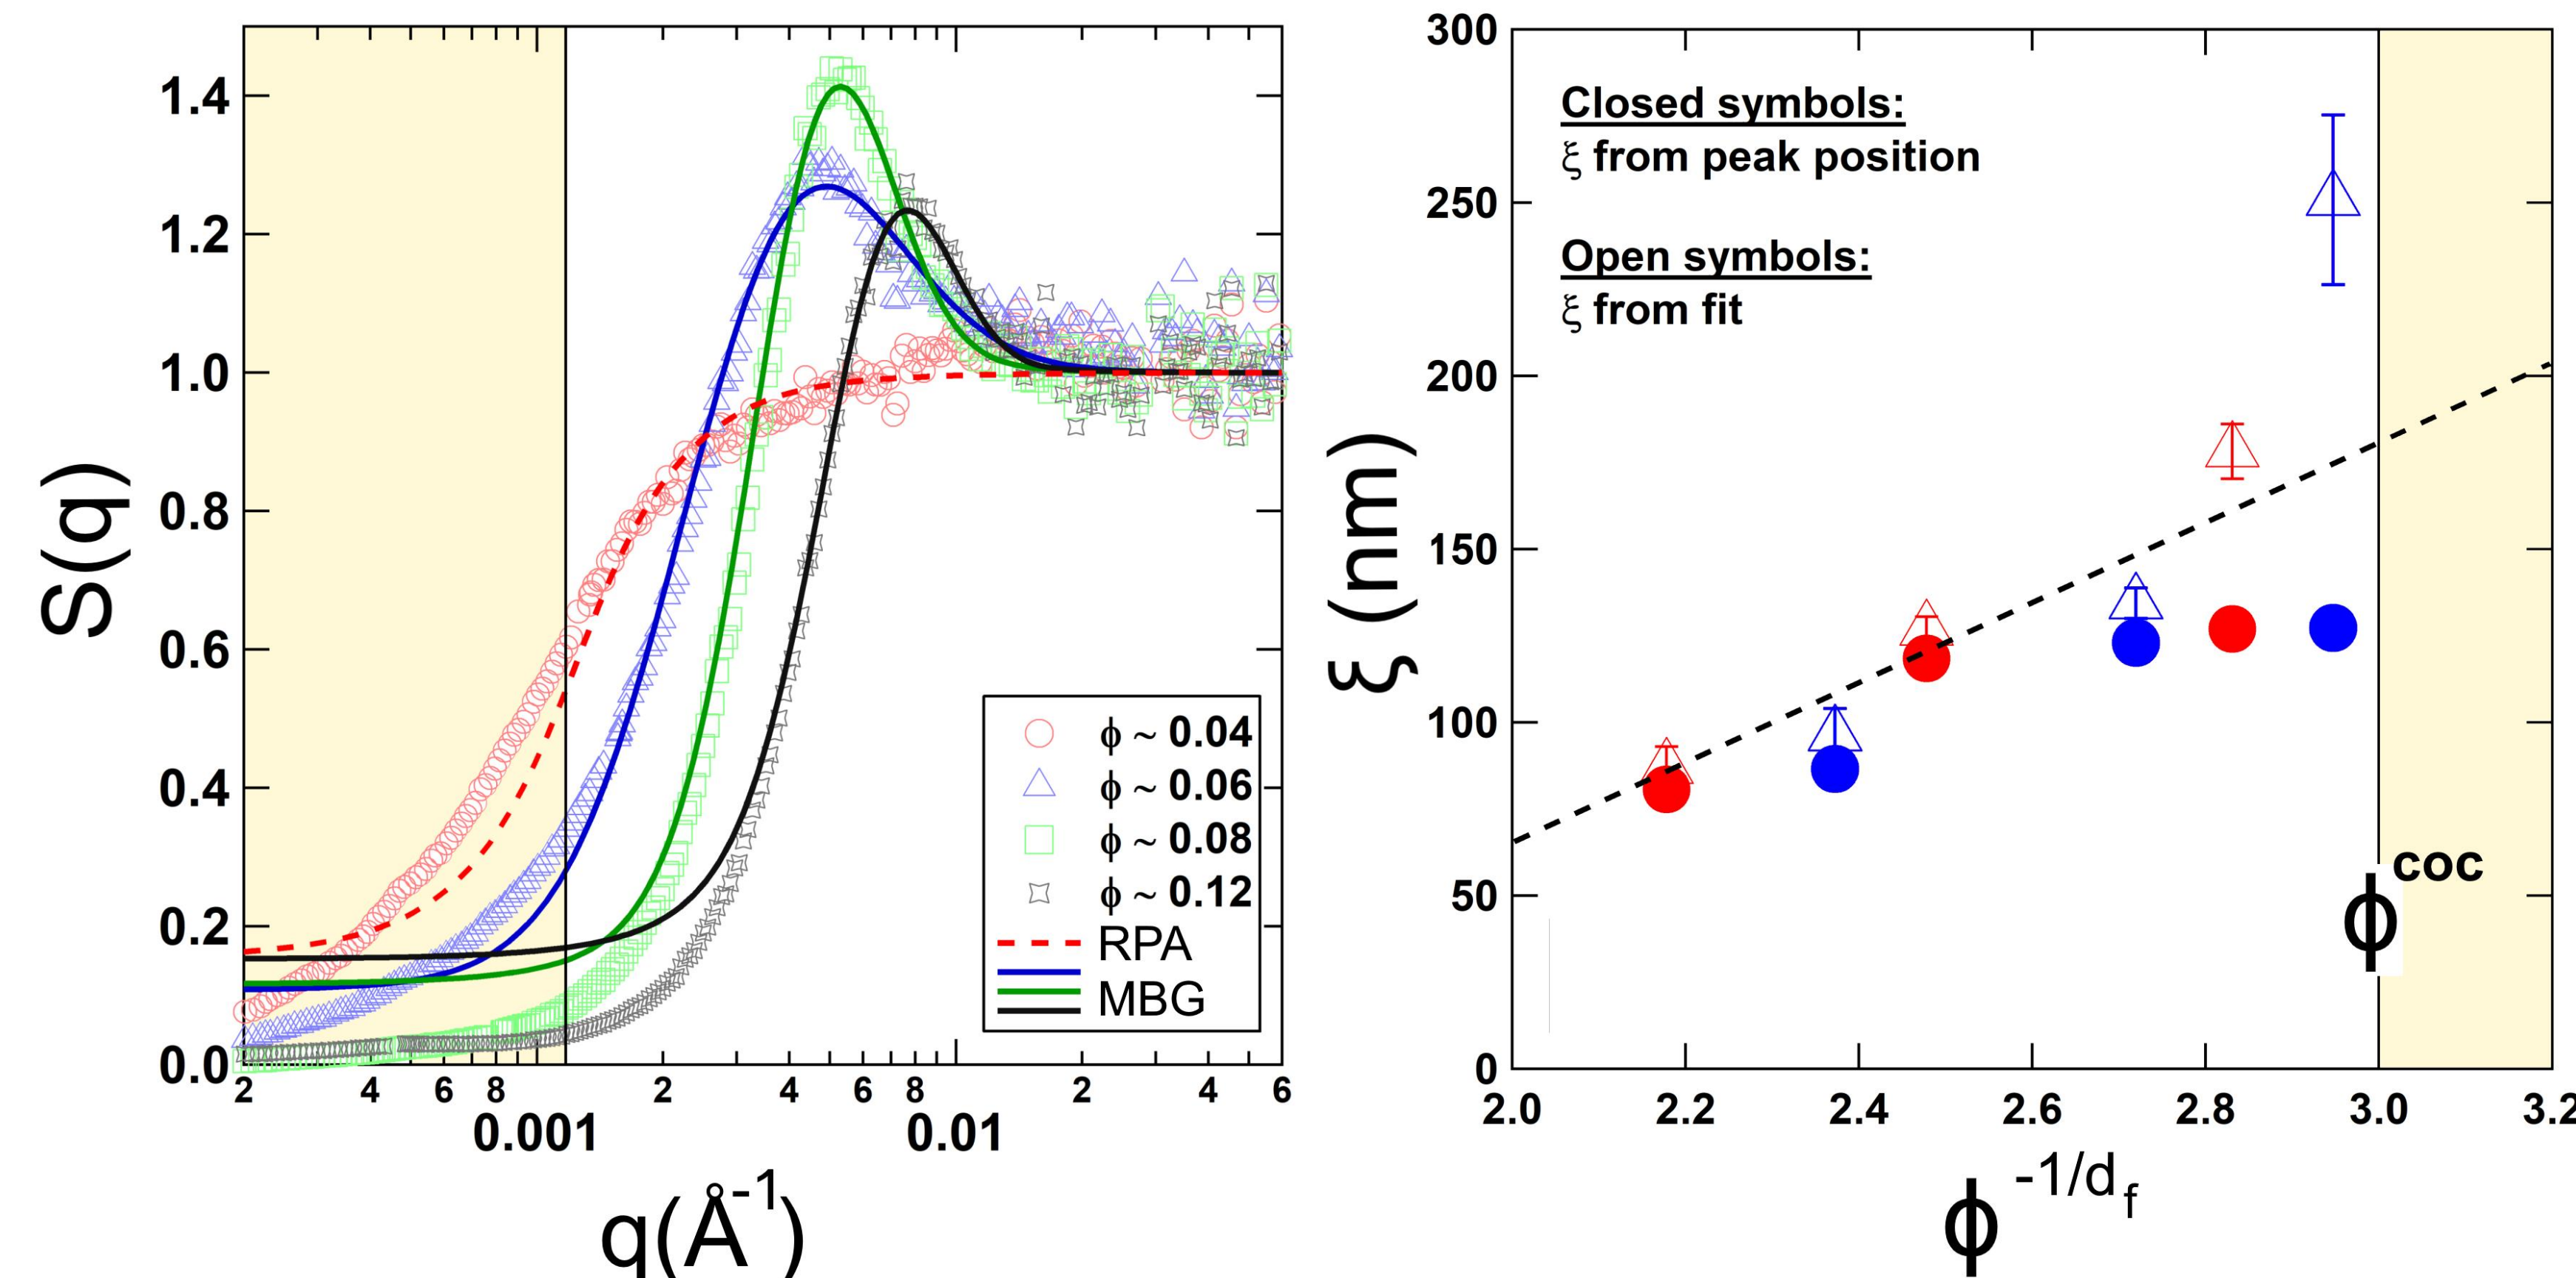 S(q)
1.4
1.2
1.0
0.8
0.6
0.4
0.2
0.0
2 4 6 8 2 4 6 8 2 4 6
0.001 0.01
q(Å-1)
ϕ ~ 0.04
ϕ ~ 0.06
ϕ ~ 0.08
ϕ ~ 0.12
RPA
MBG
ξ (nm)
300
250
200
150
100
50
0
Closed symbols:
ξ from peak position
Open symbols:
ξ from fit
ϕcoc
2.0 2.2 2.4 2.6 2.8 3.0 3.2
ϕ -1/df